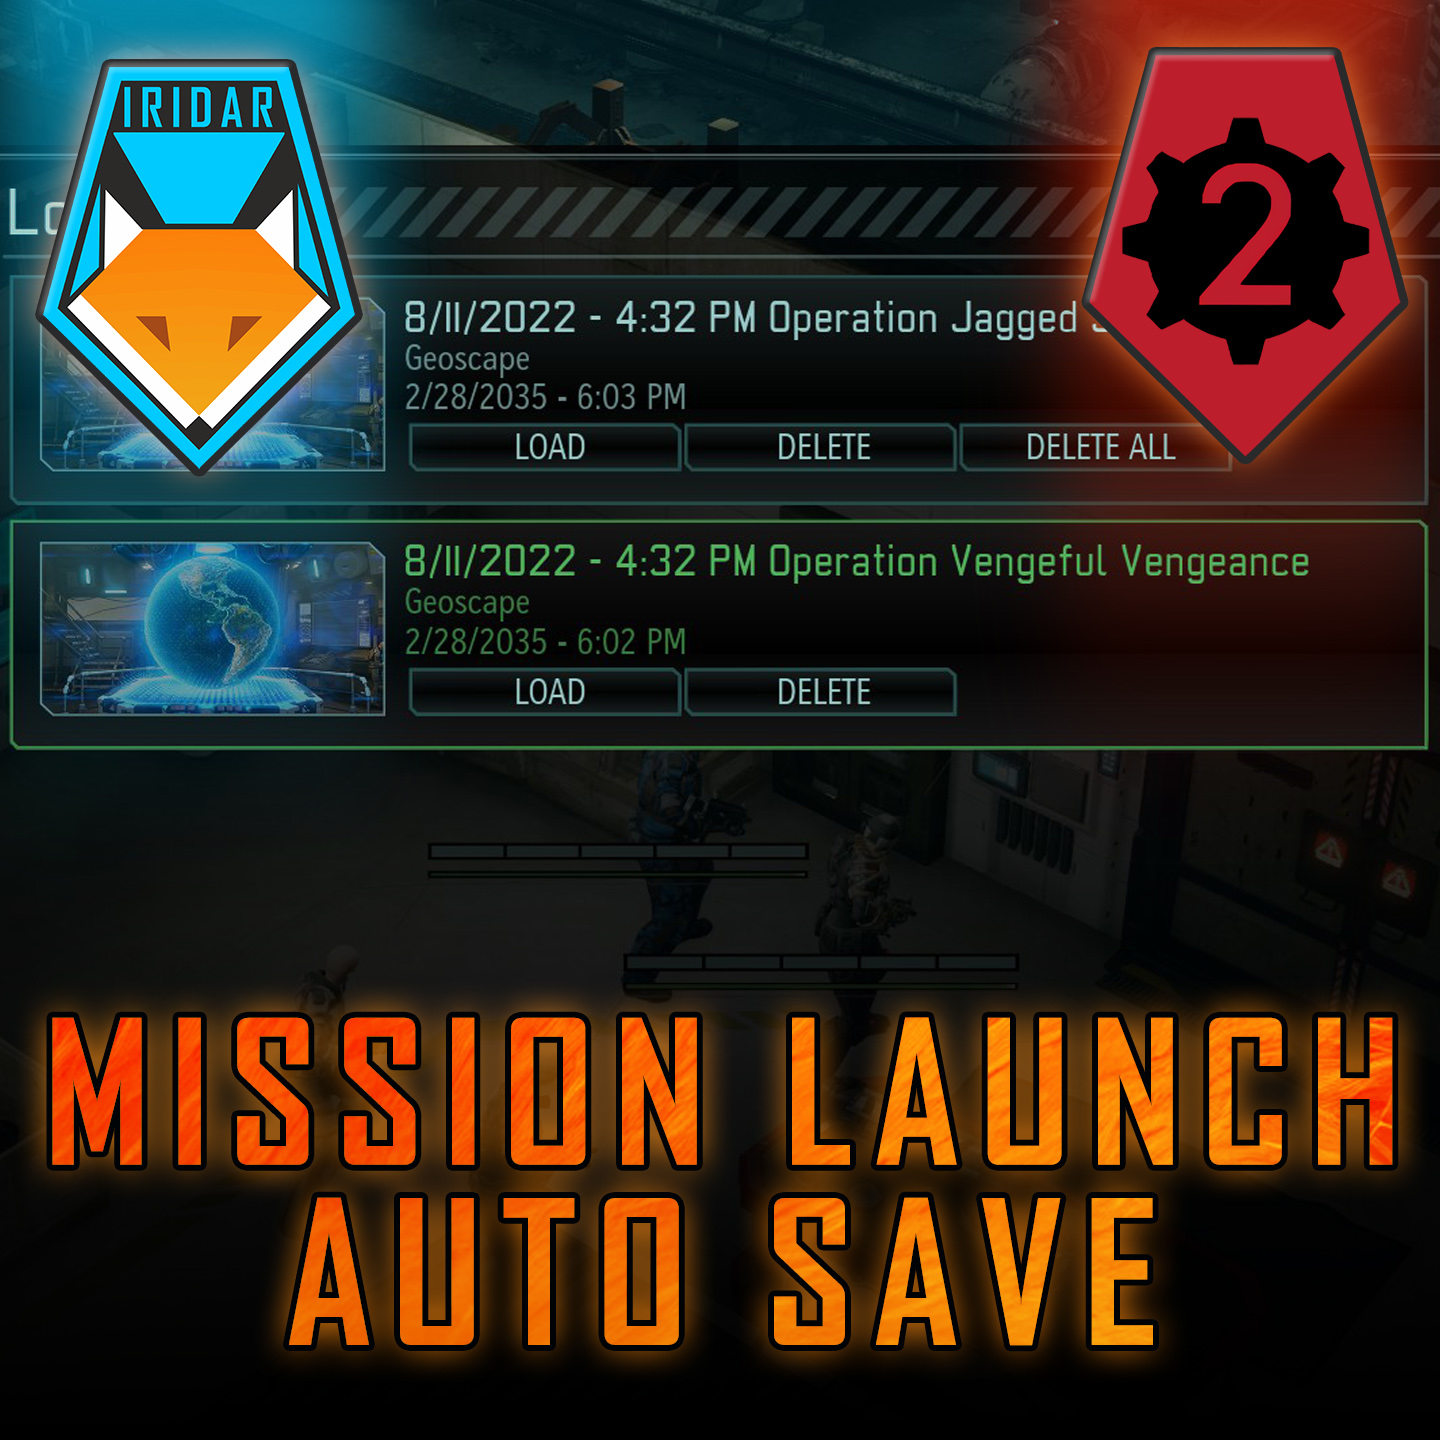 IRIDAR
2
8/11/2022 - 4:32 PM Operation Jagged
Geoscape
2/28/2035 - 6:03 PM
LOAD DELETE DELETE ALL
8/11/2022 - 4:32 PM Operation Vengeful Vengeance
Geoscape
2/28/2035 - 6:02 PM
LOAD DELETE
MISSION LAUNCH
AUTO SAVE